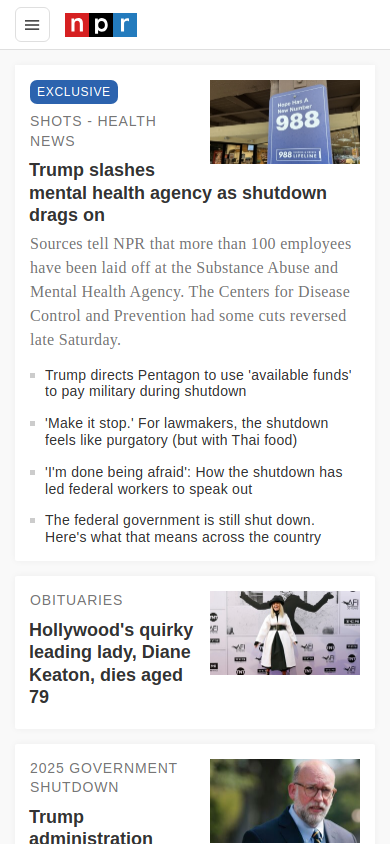 npr
EXCLUSIVE
SHOTS - HEALTH
NEWS
Hope Has A
New Number
988
988
LIFELINE
Trump slashes
mental health agency as shutdown
drags on
Sources tell NPR that more than 100 employees
have been laid off at the Substance Abuse and
Mental Health Agency. The Centers for Disease
Control and Prevention had some cuts reversed
late Saturday.
Trump directs Pentagon to use 'available funds'
to pay military during shutdown
'Make it stop.' For lawmakers, the shutdown
feels like purgatory (but with Thai food)
'I'm done being afraid': How the shutdown has
led federal workers to speak out
The federal government is still shut down.
Here's what that means across the country
OBITUARIES
Hollywood's quirky
leading lady, Diane
Keaton, dies aged
79
AFI
TNT
2025 GOVERNMENT
SHUTDOWN
Trump
administration